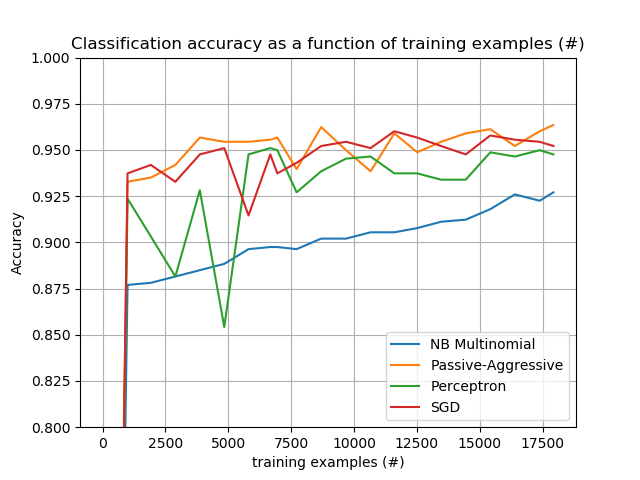 Classification accuracy as a function of training examples (#)
1.000
0.975
0.950
0.925
0.900
0.875
0.850
0.825
0.800
Accuracy
NB Multinomial
Passive-Aggressive
Perceptron
SGD
0 2500 5000 7500 10000 12500 15000 17500
training examples (#)